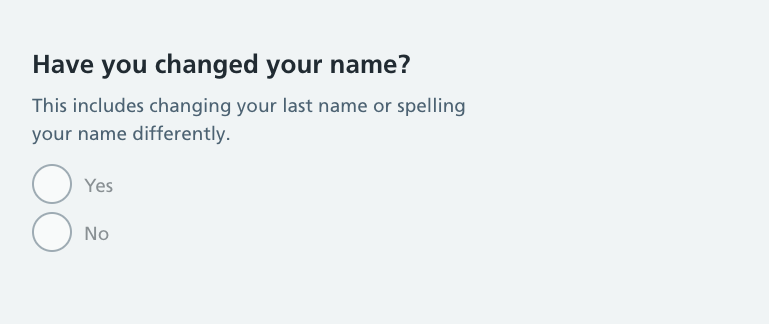 Have you changed your name?
This includes changing your last name or spelling
your name differently.
Yes
No